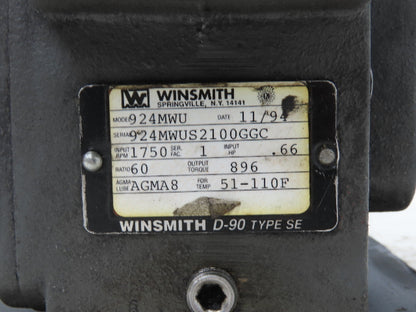 W WINSMITH
SPRINGVILLE, N.Y. 14141
MODEL 924MWU DATE 11/94
SERIAL 924MWUS2100GGC
INPUT RPM 1750 SER. FAC. 1 INPUT HP .66
RATIO 60 OUTPUT TORQUE 896
AGMA LUBE AGMA8 FOR TEMP 51-110F
WINSMITH D-90 TYPE SE